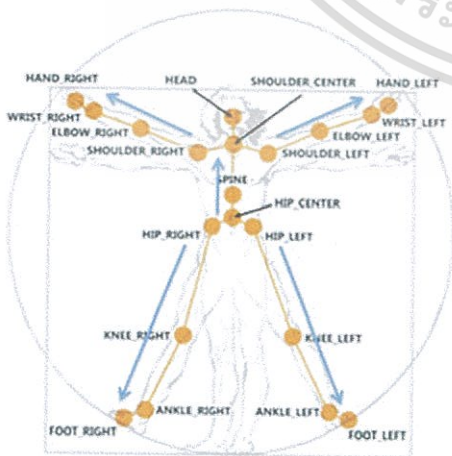 HEAD
SHOULDER_CENTER
HAND_RIGHT
HAND_LEFT
WRIST_RIGHT
WRIST_LEFT
ELBOW_RIGHT
ELBOW_LEFT
SHOULDER_RIGHT
SHOULDER_LEFT
SPINE
HIP_CENTER
HIP_RIGHT
HIP_LEFT
KNEE_RIGHT
KNEE_LEFT
ANKLE_RIGHT
ANKLE_LEFT
FOOT_RIGHT
FOOT_LEFT